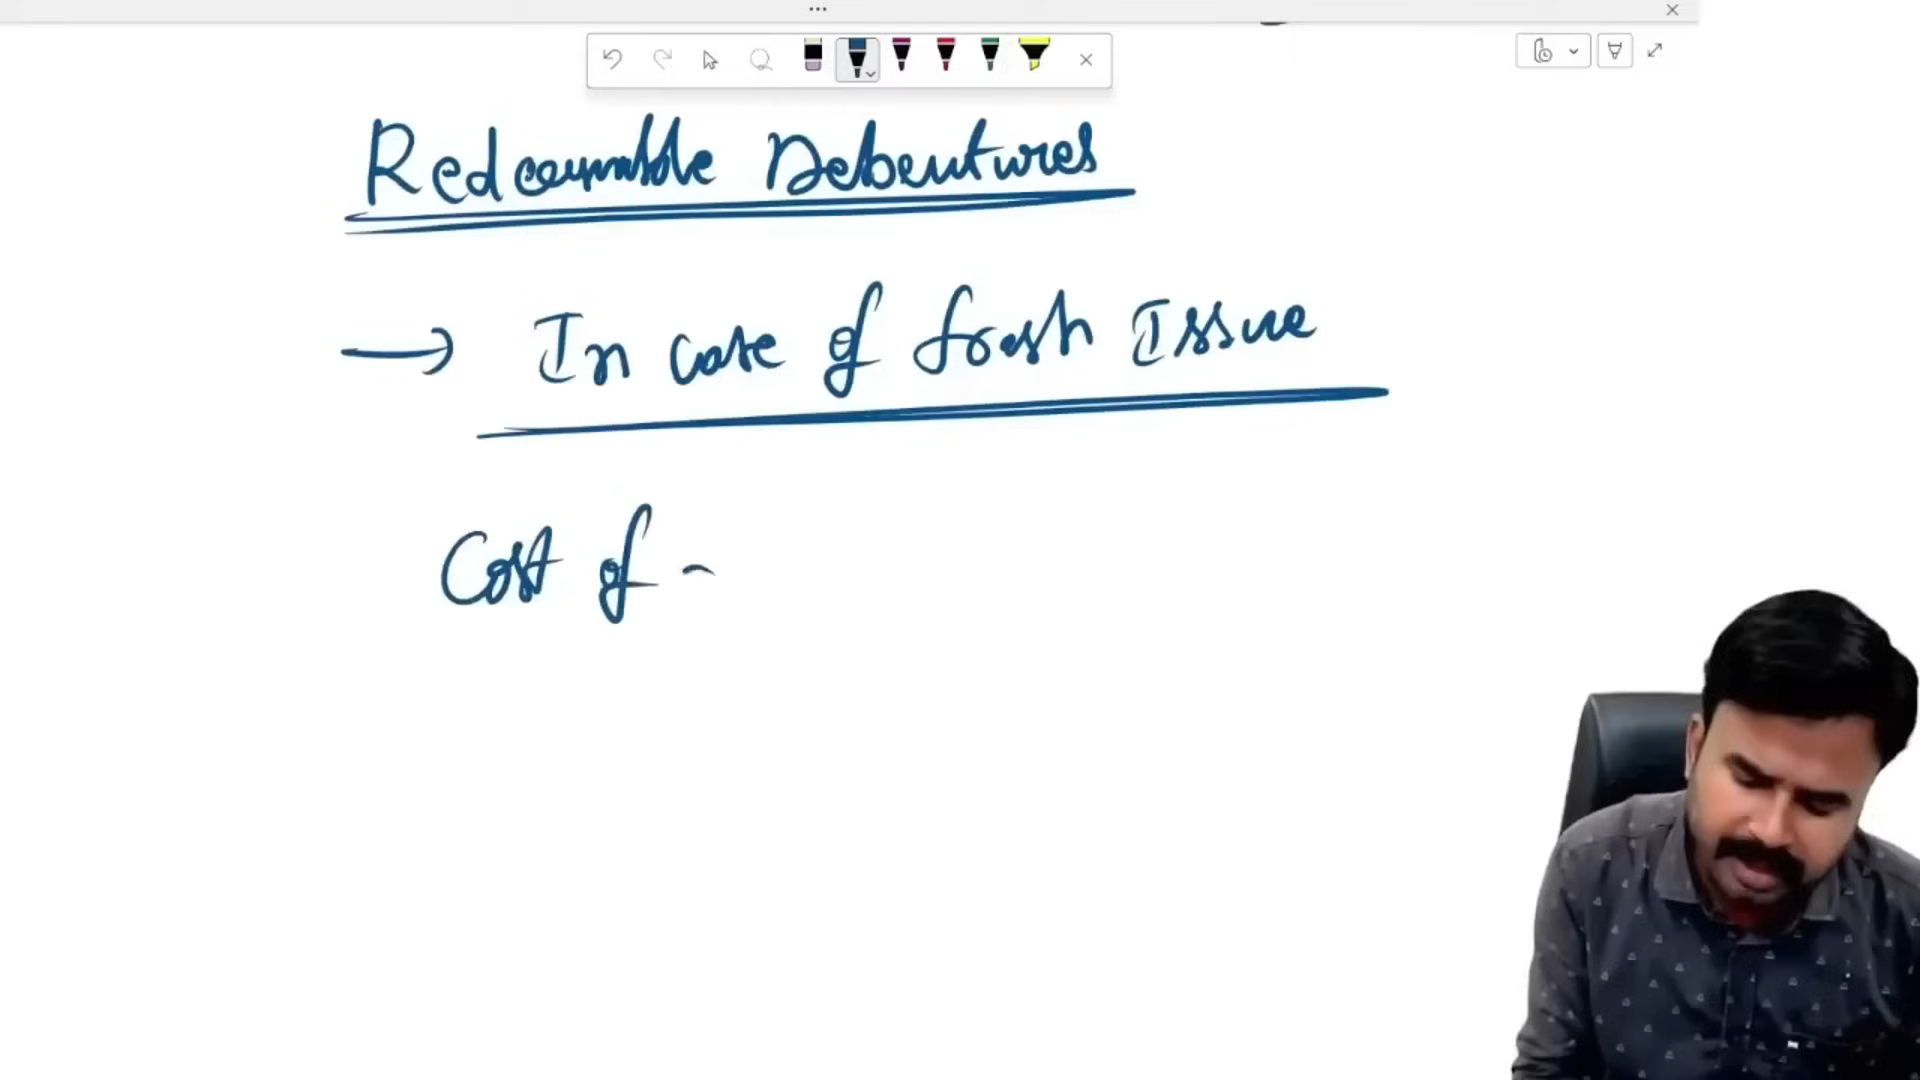 Redeemable Debentures
→ In case of fresh Issue
Cost of